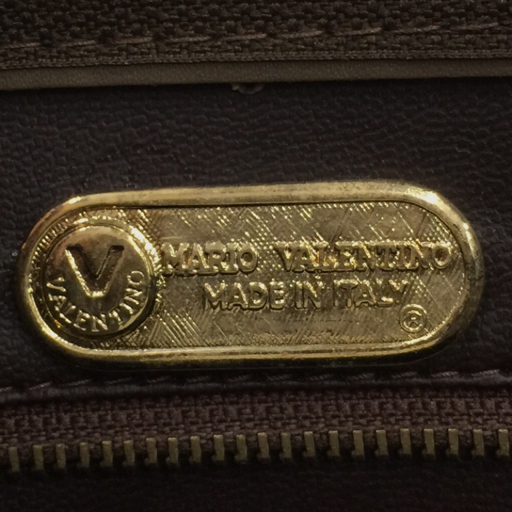 V
VALENTINO
MARIO VALENTINO
MADE IN ITALY
®